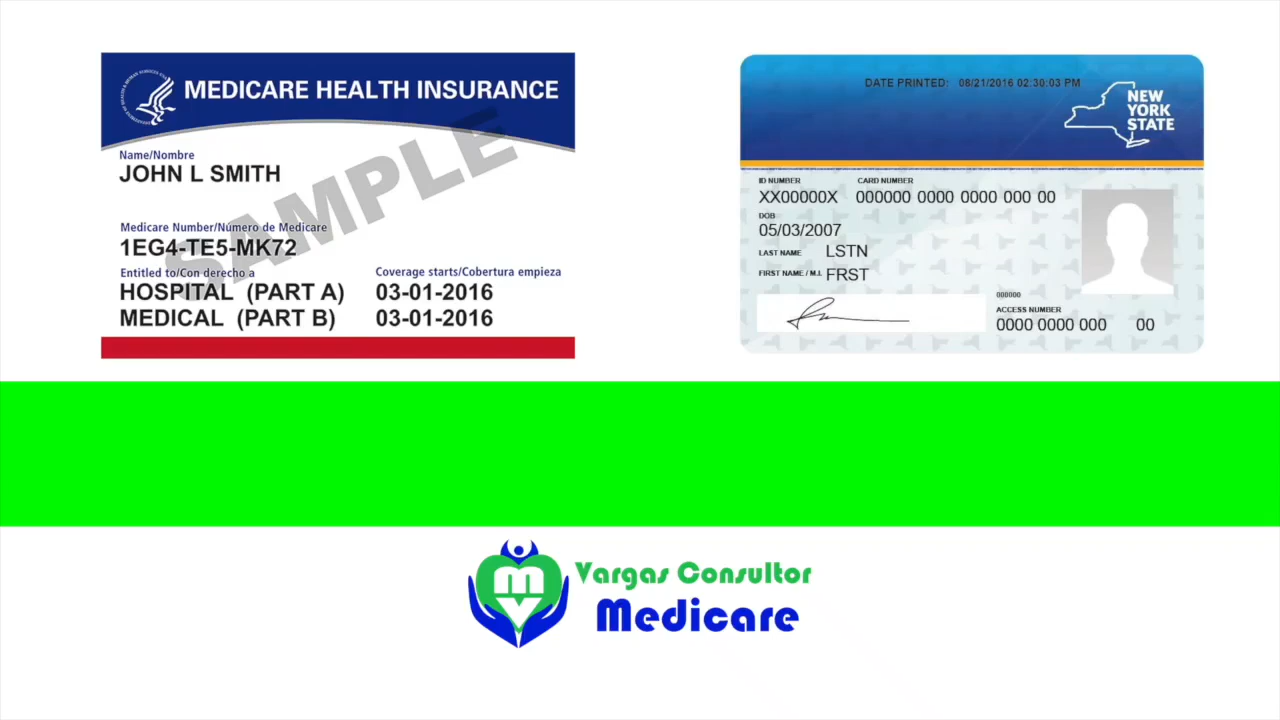 MEDICARE HEALTH INSURANCE
Name/Nombre
JOHN L SMITH
SAMPLE
Medicare Number/Número de Medicare
1EG4-TE5-MK72
Entitled to/Con derecho a Coverage starts/Cobertura empieza
HOSPITAL (PART A) 03-01-2016
MEDICAL (PART B) 03-01-2016
DATE PRINTED: 08/21/2016 02:30:03 PM
NEW
YORK
STATE
ID NUMBER CARD NUMBER
XX00000X 000000 0000 0000 000 00
DOB
05/03/2007
LAST NAME LSTN
FIRST NAME / M.I. FRST
000000
ACCESS NUMBER
0000 0000 000 00
Vargas Consultor
Medicare